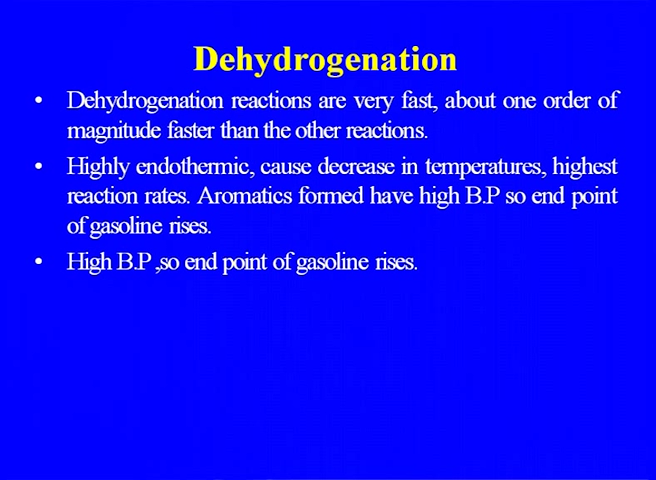 Dehydrogenation
• Dehydrogenation reactions are very fast, about one order of
magnitude faster than the other reactions.
• Highly endothermic, cause decrease in temperatures, highest
reaction rates. Aromatics formed have high B.P so end point
of gasoline rises.
• High B.P ,so end point of gasoline rises.